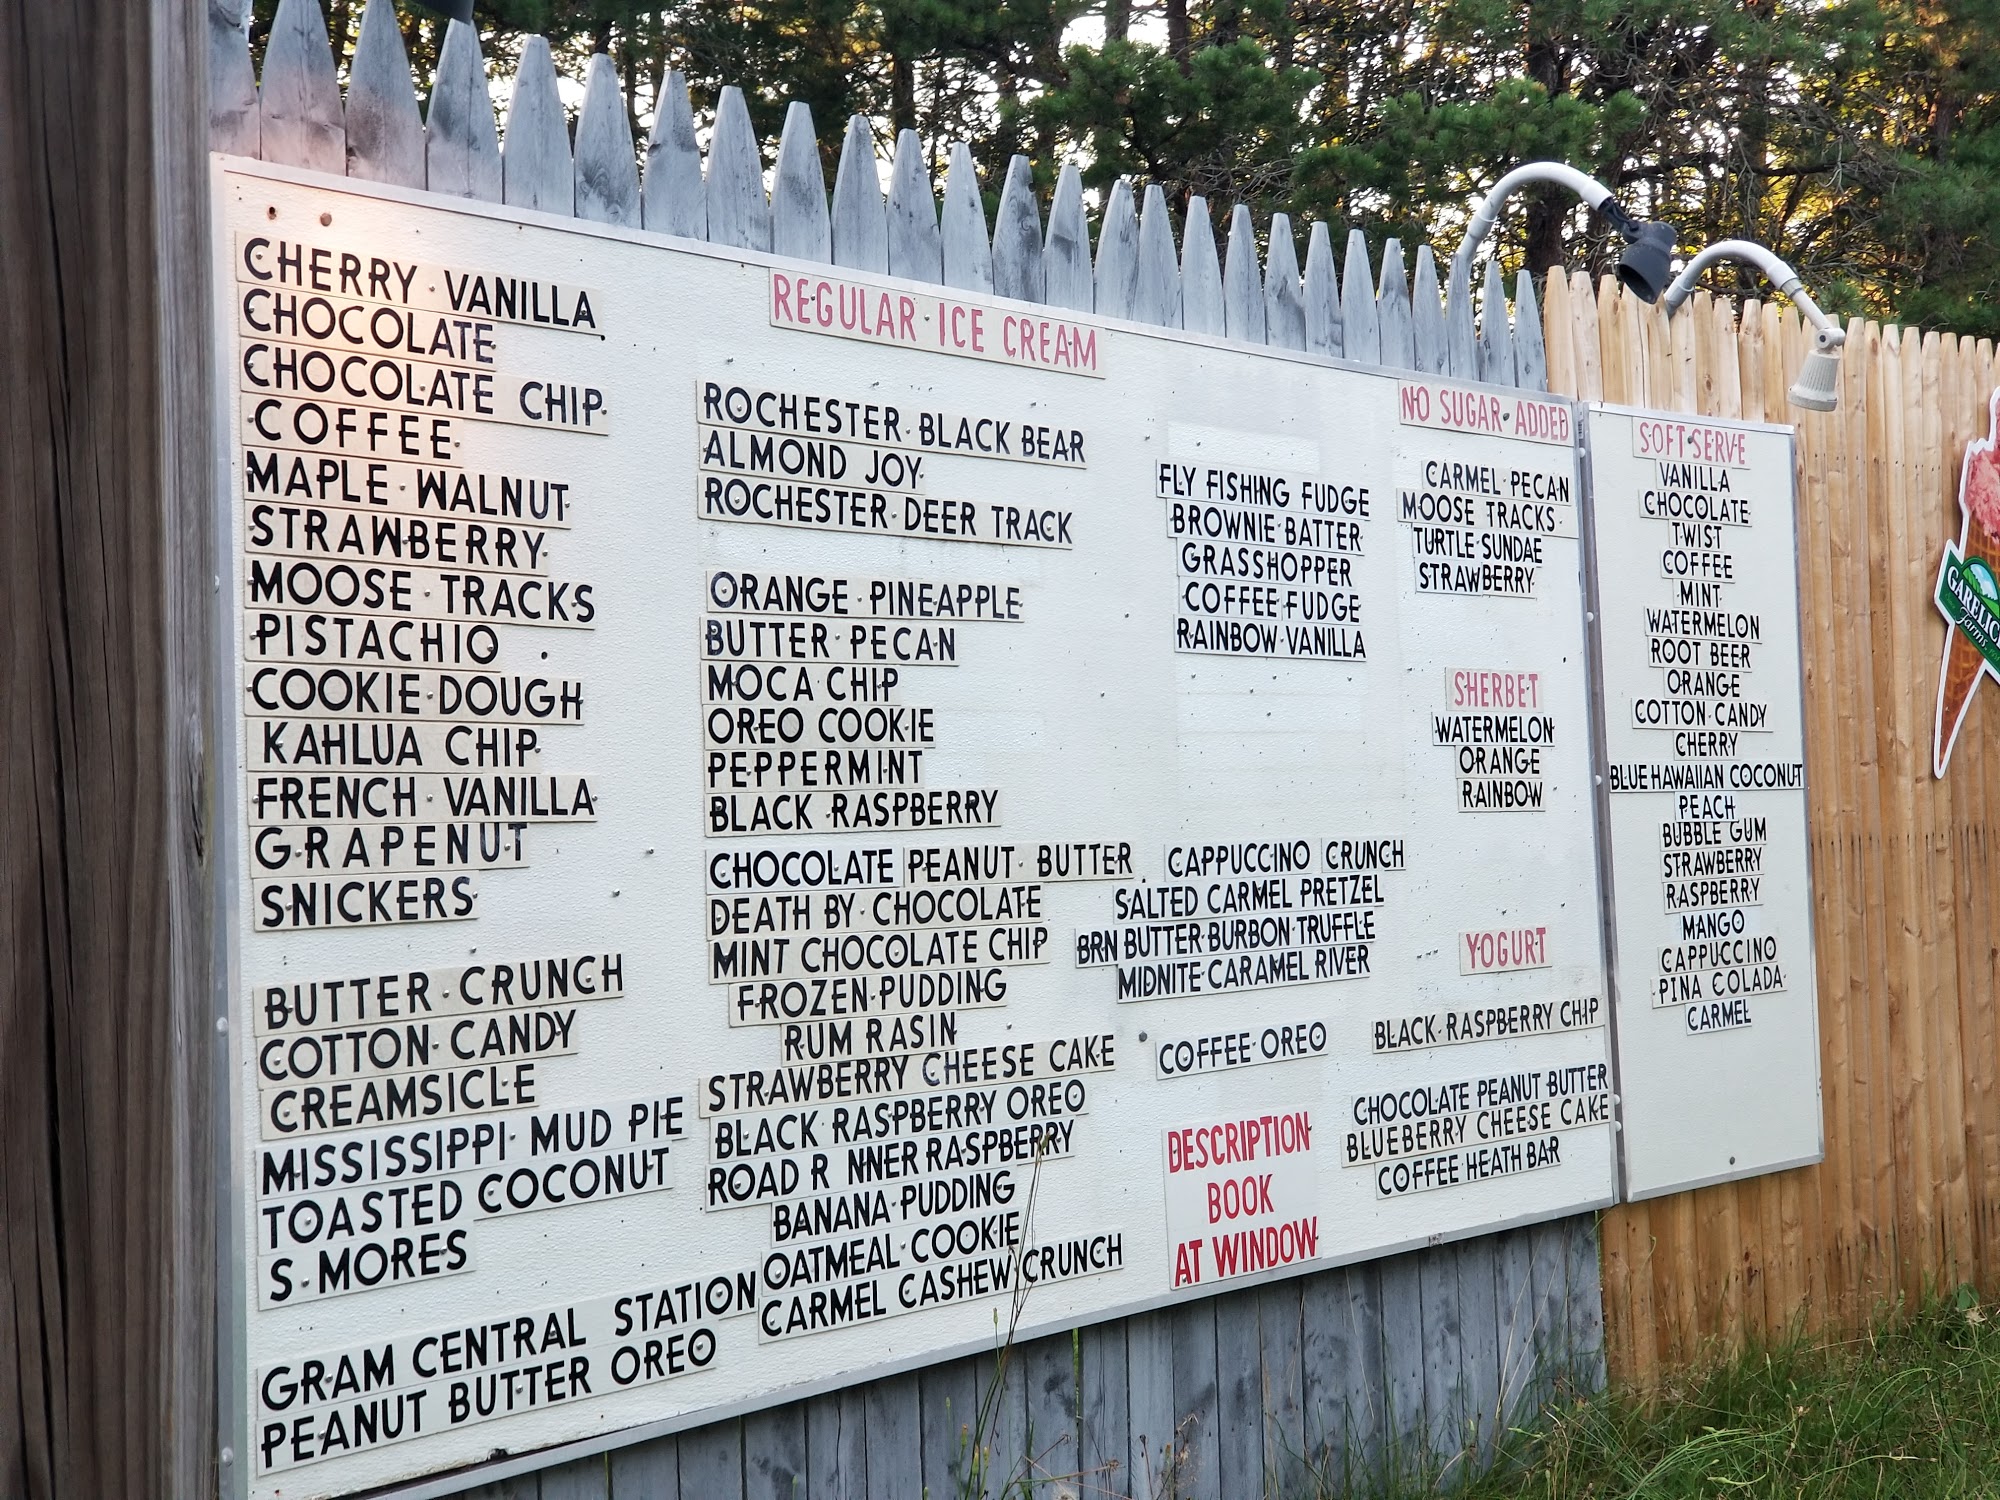 CHERRY VANILLA
CHOCOLATE
CHOCOLATE CHIP
COFFEE
MAPLE WALNUT
STRAWBERRY
MOOSE TRACKS
PISTACHIO
COOKIE DOUGH
KAHLUA CHIP
FRENCH VANILLA
GRAPENUT
SNICKERS
BUTTER CRUNCH
COTTON CANDY
CREAMSICLE
MISSISSIPPI MUD PIE
TOASTED COCONUT
S MORES
GRAM CENTRAL STATION
PEANUT BUTTER OREO
REGULAR ICE CREAM
ROCHESTER BLACK BEAR
ALMOND JOY
ROCHESTER DEER TRACK
ORANGE PINEAPPLE
BUTTER PECAN
MOCA CHIP
OREO COOKIE
PEPPERMINT
BLACK RASPBERRY
CHOCOLATE PEANUT BUTTER
DEATH BY CHOCOLATE
MINT CHOCOLATE CHIP
FROZEN PUDDING
RUM RASIN
STRAWBERRY CHEESE CAKE
BLACK RASPBERRY OREO
ROAD R NNER RASPBERRY
BANANA PUDDING
OATMEAL COOKIE
CARMEL CASHEW CRUNCH
FLY FISHING FUDGE
BROWNIE BATTER
GRASSHOPPER
COFFEE FUDGE
RAINBOW VANILLA
CAPPUCCINO CRUNCH
SALTED CARMEL PRETZEL
BRN BUTTER BURBON TRUFFLE
MIDNITE CARAMEL RIVER
COFFEE OREO
DESCRIPTION
BOOK
AT WINDOW
NO SUGAR ADDED
CARMEL PECAN
MOOSE TRACKS
TURTLE SUNDAE
STRAWBERRY
SHERBET
WATERMELON
ORANGE
RAINBOW
YOGURT
BLACK RASPBERRY CHIP
CHOCOLATE PEANUT BUTTER
BLUEBERRY CHEESE CAKE
COFFEE HEATH BAR
SOFT SERVE
VANILLA
CHOCOLATE
TWIST
COFFEE
MINT
WATERMELON
ROOT BEER
ORANGE
COTTON CANDY
CHERRY
BLUE HAWAIIAN COCONUT
PEACH
BUBBLE GUM
STRAWBERRY
RASPBERRY
MANGO
CAPPUCCINO
PINA COLADA
CARMEL
GARELIC
Farms